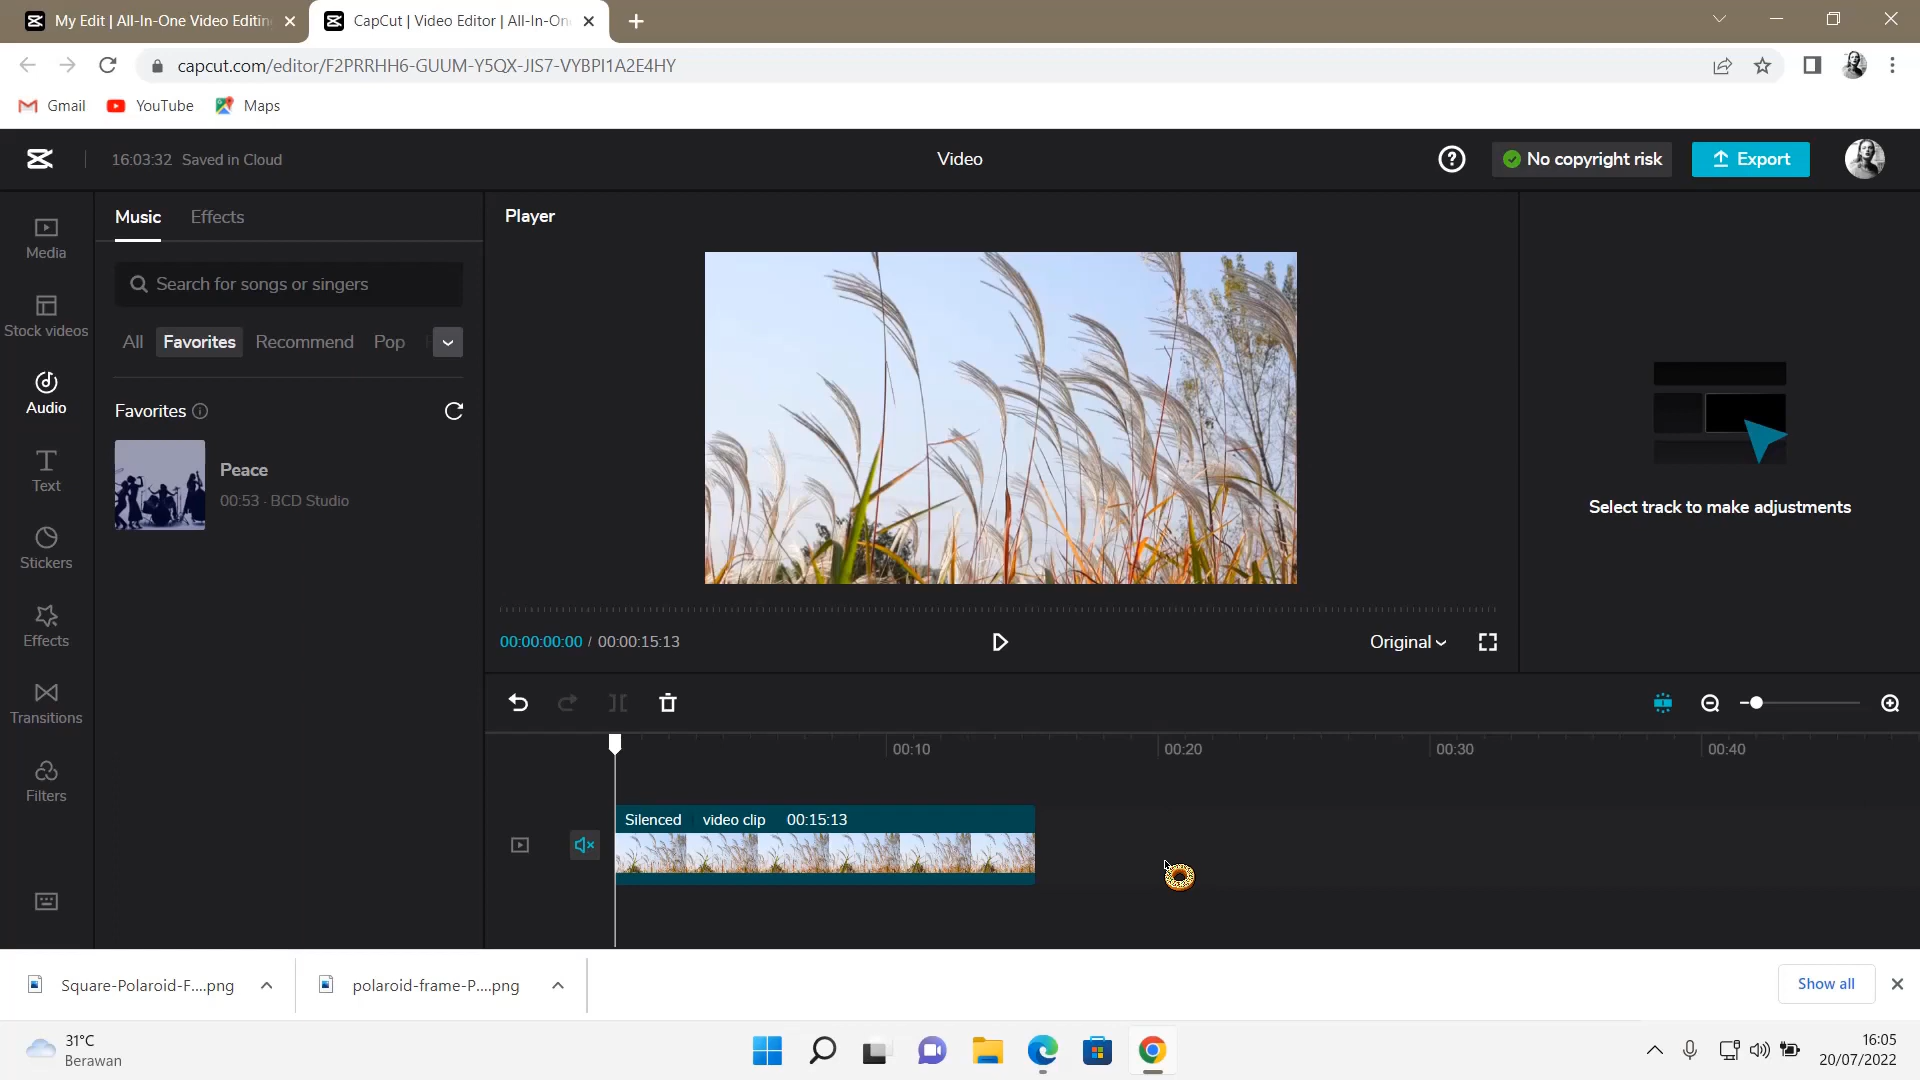 My Edit | All-In-One Video Editin
CapCut | Video Editor | All-In-On
capcut.com/editor/F2PRRHH6-GUUM-Y5QX-JIS7-VYBPI1A2E4HY
Gmail
YouTube
Maps
16:03:32 Saved in Cloud
Video
No copyright risk
Export
Media
Stock videos
Audio
Text
Stickers
Effects
Transitions
Filters
Music
Effects
Search for songs or singers
All
Favorites
Recommend
Pop
Favorites
Peace
00:53 · BCD Studio
Player
00:00:00:00 / 00:00:15:13
Original
Select track to make adjustments
00:10
00:20
00:30
00:40
Silenced video clip 00:15:13
Square-Polaroid-F....png
polaroid-frame-P....png
Show all
31°C
Berawan
16:05
20/07/2022